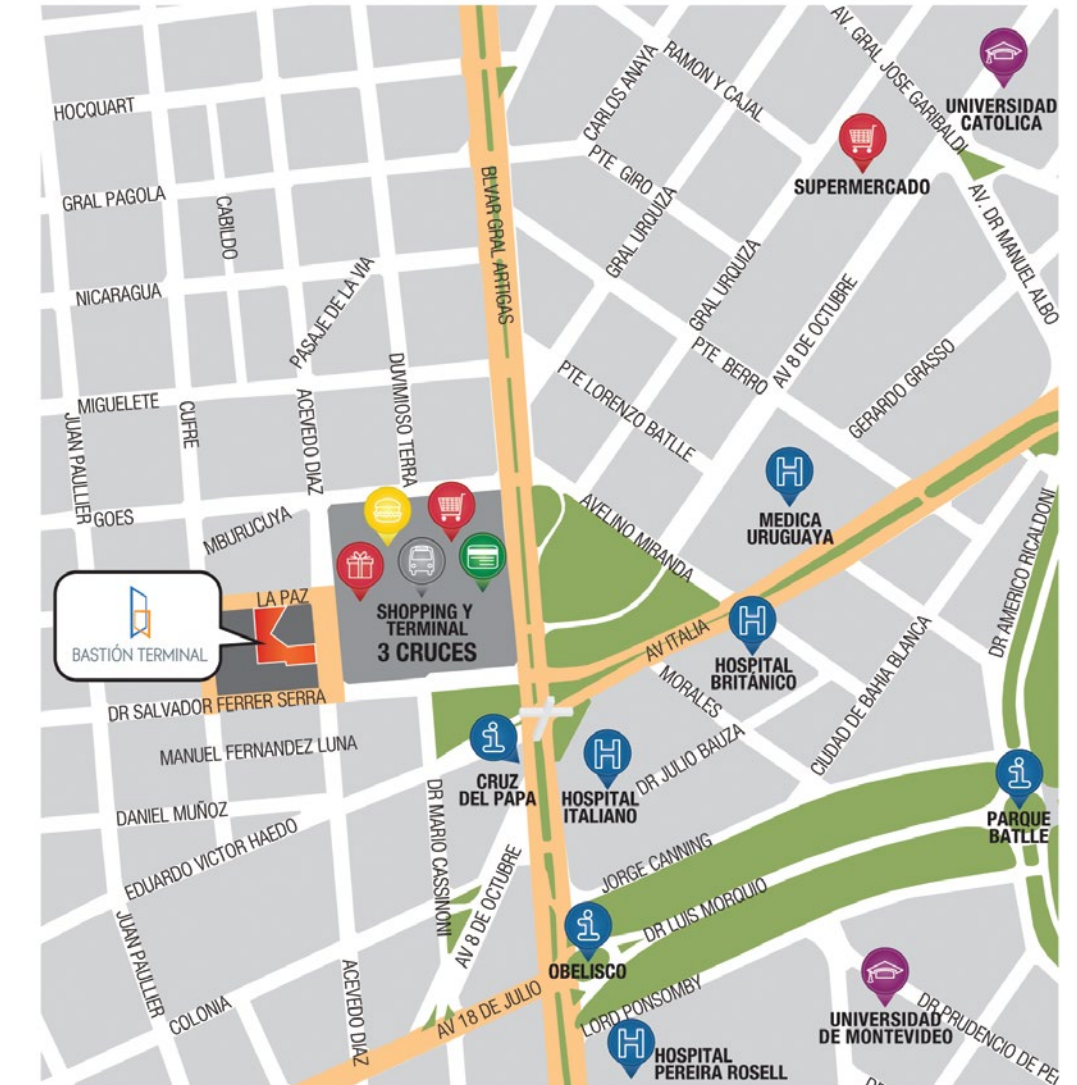 HOCQUART
GRAL PAGOLA
CABILDO
NICARAGUA
PASAJE DE LA VIA
MIGUELETE
JUAN PAULLIER
CUFRE
ACEVEDO DIAZ
DUVIMIOSO TERRA
GOES
MBURUCUYA
LA PAZ
BASTIÓN TERMINAL
SHOPPING Y
TERMINAL
3 CRUCES
DR SALVADOR FERRER SERRA
MANUEL FERNANDEZ LUNA
DANIEL MUÑOZ
EDUARDO VICTOR HAEDO
JUAN PAULLIER
COLONIA
ACEVEDO DIAZ
DR MARIO CASSINONI
AV 8 DE OCTUBRE
AV 18 DE JULIO
BLVAR GRAL ARTIGAS
CARLOS ANAYA
RAMON Y CAJAL
AV. GRAL JOSE GARIBALDI
UNIVERSIDAD
CATOLICA
SUPERMERCADO
PTE. GIRO
GRAL URQUIZA
GRAL URQUIZA
AV. DR MANUEL ALBO
AV 8 DE OCTUBRE
PTE. BERRO
PTE LORENZO BATLLE
GERARDO GRASSO
MEDICA
URUGUAYA
AVELINO MIRANDA
DR AMERICO RICALDONI
AV ITALIA
HOSPITAL
BRITÁNICO
MORALES
CIUDAD DE BAHIA BLANCA
DR JULIO BAUZA
CRUZ
DEL PAPA
HOSPITAL
ITALIANO
PARQUE
BATLLE
JORGE CANNING
DR LUIS MORQUIO
OBELISCO
LORD PONSOMBY
HOSPITAL
PEREIRA ROSELL
UNIVERSIDAD
DE MONTEVIDEO
DR PRUDENCIO DE PE